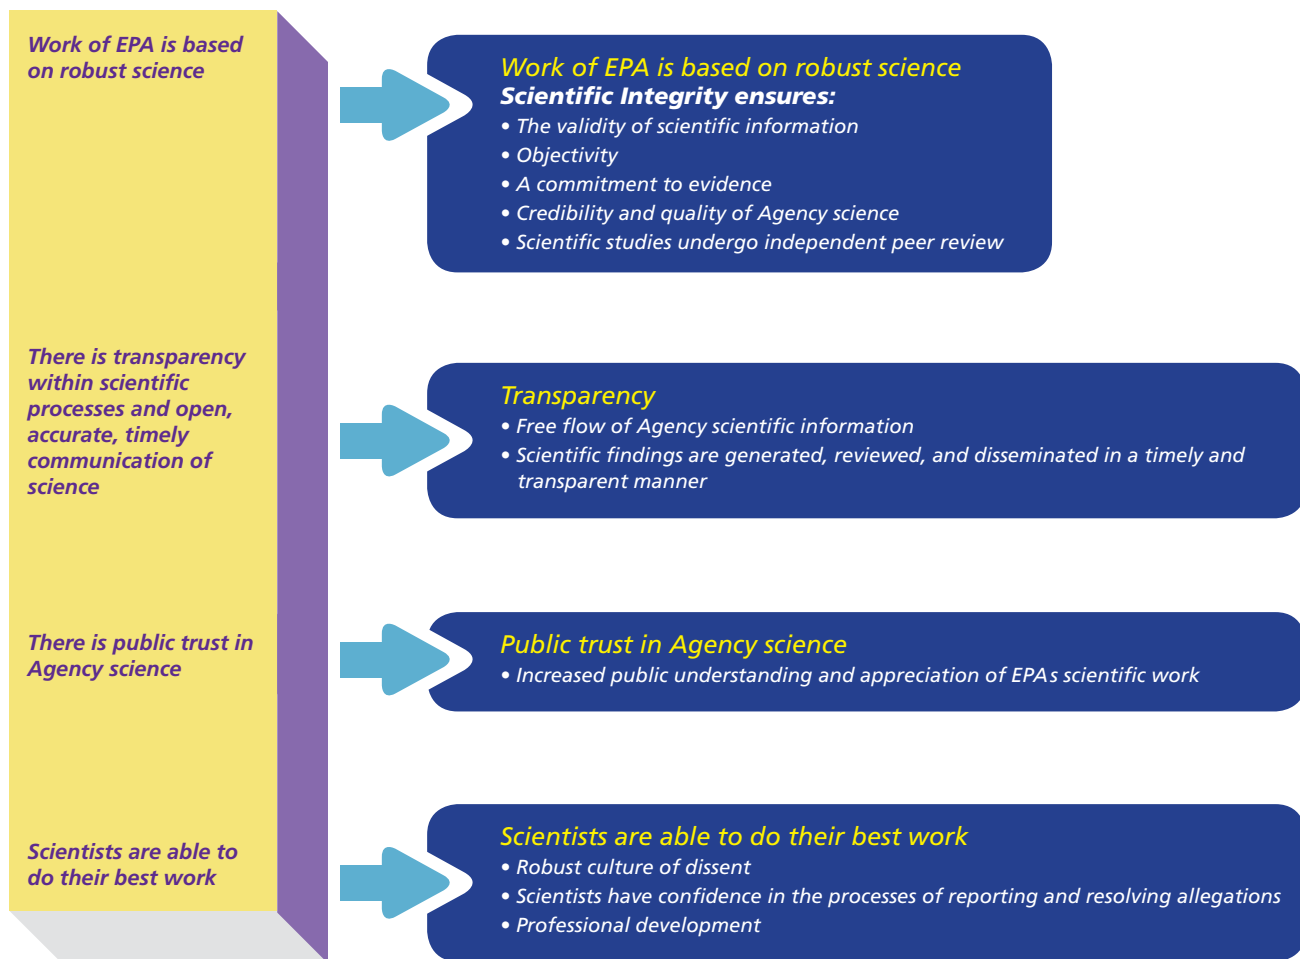 Work of EPA is based
on robust science
Work of EPA is based on robust science
Scientific Integrity ensures:
• The validity of scientific information
• Objectivity
• A commitment to evidence
• Credibility and quality of Agency science
• Scientific studies undergo independent peer review
There is transparency
within scientific
processes and open,
accurate, timely
communication of
science
Transparency
• Free flow of Agency scientific information
• Scientific findings are generated, reviewed, and disseminated in a timely and
transparent manner
There is public trust in
Agency science
Public trust in Agency science
• Increased public understanding and appreciation of EPAs scientific work
Scientists are able to
do their best work
Scientists are able to do their best work
• Robust culture of dissent
• Scientists have confidence in the processes of reporting and resolving allegations
• Professional development